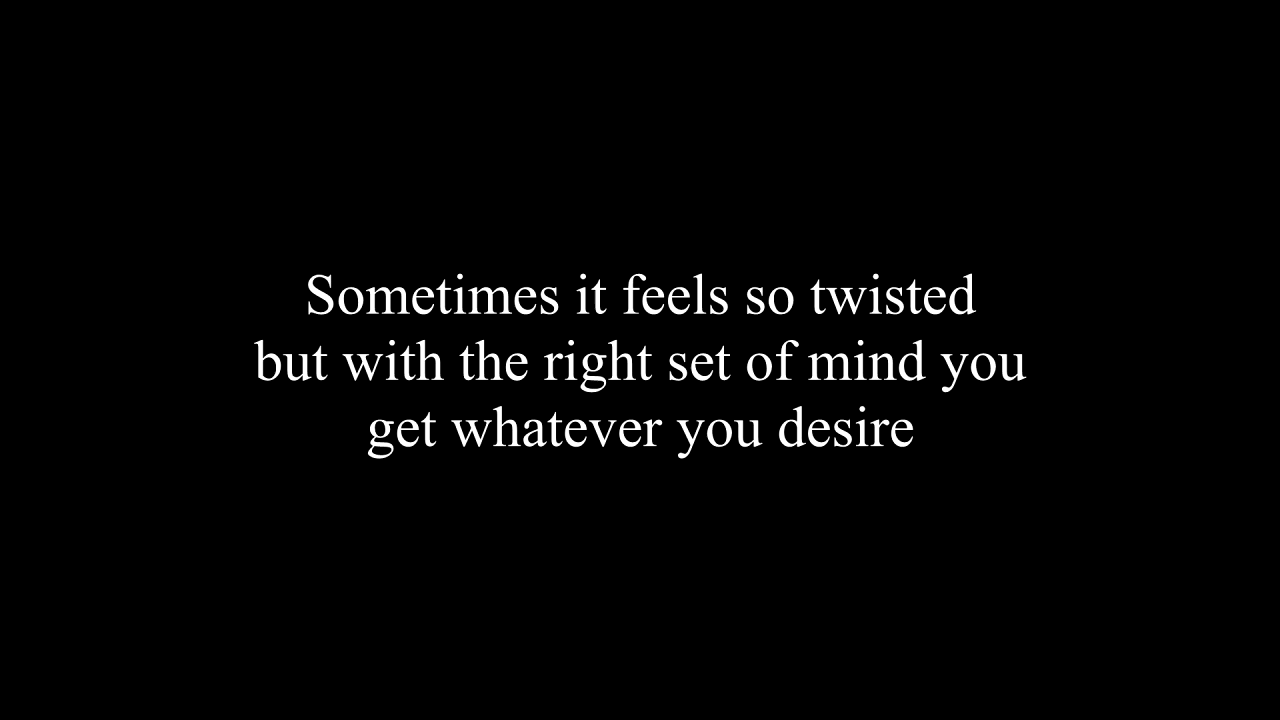 Sometimes it feels so twisted
but with the right set of mind you
get whatever you desire